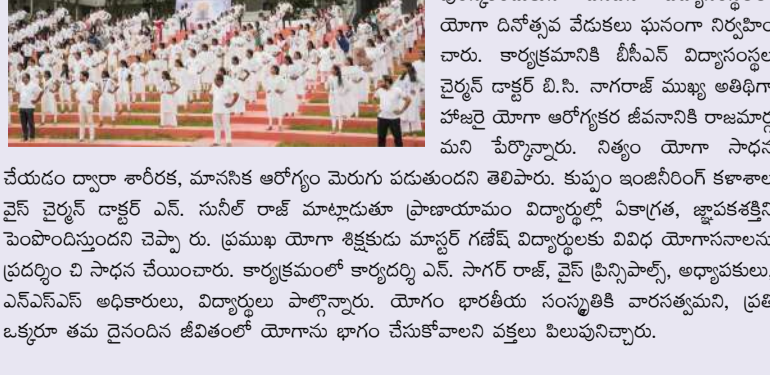 యోగా దినోత్సవ వేడుకలు ఘనంగా నిర్వహిం
చారు. కార్యక్రమానికి బీసీఎన్ విద్యాసంస్థల
చైర్మన్ డాక్టర్ బి.సి. నాగరాజ్ ముఖ్య అతిథిగా
హాజరై యోగా ఆరోగ్యకర జీవనానికి రాజమార్గ
మని పేర్కొన్నారు. నిత్యం యోగా సాధన
చేయడం ద్వారా శారీరక, మానసిక ఆరోగ్యం మెరుగు పడుతుందని తెలిపారు. కుప్పం ఇంజినీరింగ్ కళాశాల
వైస్ చైర్మన్ డాక్టర్ ఎన్. సునీల్ రాజ్ మాట్లాడుతూ ప్రాణాయామం విద్యార్థుల్లో ఏకాగ్రత, జ్ఞాపకశక్తిని
పెంపొందిస్తుందని చెప్పా రు. ప్రముఖ యోగా శిక్షకుడు మాస్టర్ గణేష్ విద్యార్థులకు వివిధ యోగాసనాలను
ప్రదర్శిం చి సాధన చేయించారు. కార్యక్రమంలో కార్యదర్శి ఎన్. సాగర్ రాజ్, వైస్ ప్రిన్సిపాల్స్, అధ్యాపకులు,
ఎన్ఎస్ఎస్ అధికారులు, విద్యార్థులు పాల్గొన్నారు. యోగం భారతీయ సంస్కృతికి వారసత్వమని, ప్రతి
ఒక్కరూ తమ దైనందిన జీవితంలో యోగాను భాగం చేసుకోవాలని వక్తలు పిలుపునిచ్చారు.